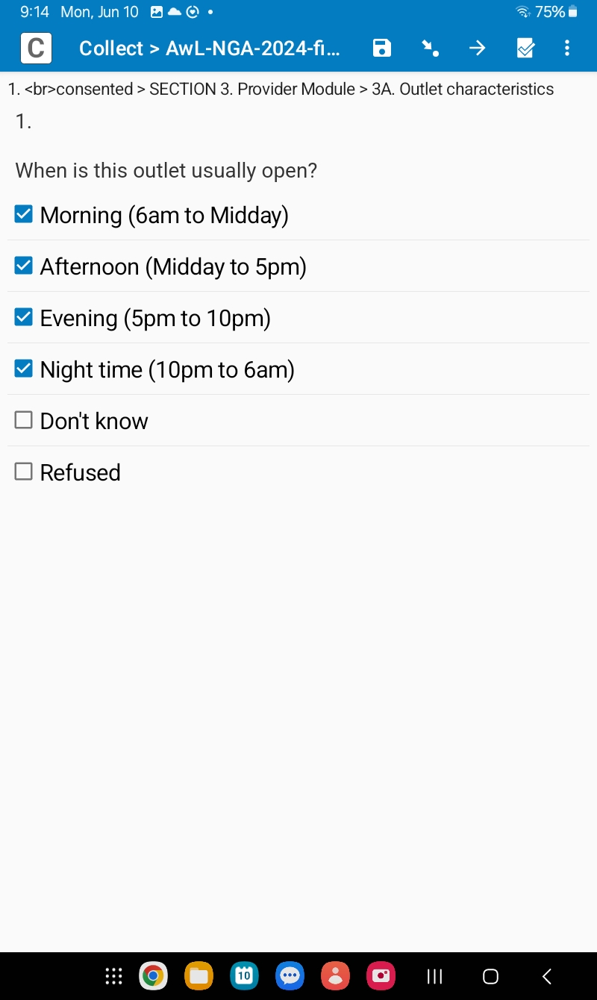 9:14 Mon, Jun 10 75%
C Collect > AwL-NGA-2024-fi...
1. <br>consented > SECTION 3. Provider Module > 3A. Outlet characteristics
1.
When is this outlet usually open?
Morning (6am to Midday)
Afternoon (Midday to 5pm)
Evening (5pm to 10pm)
Night time (10pm to 6am)
Don't know
Refused
10